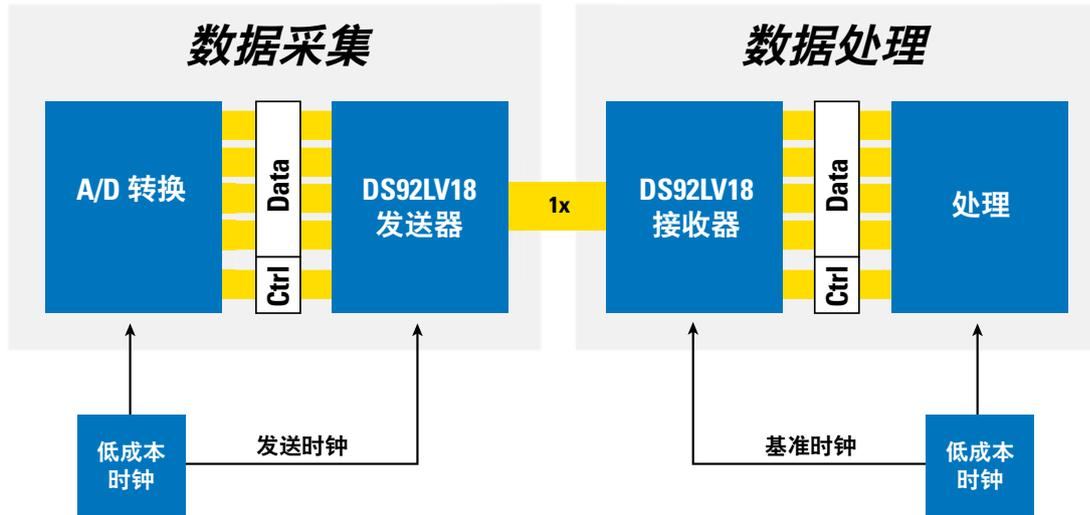 数据采集
数据处理
A/D 转换
Data
Ctrl
DS92LV18
发送器
1x
DS92LV18
接收器
Data
Ctrl
处理
低成本
时钟
发送时钟
基准时钟
低成本
时钟